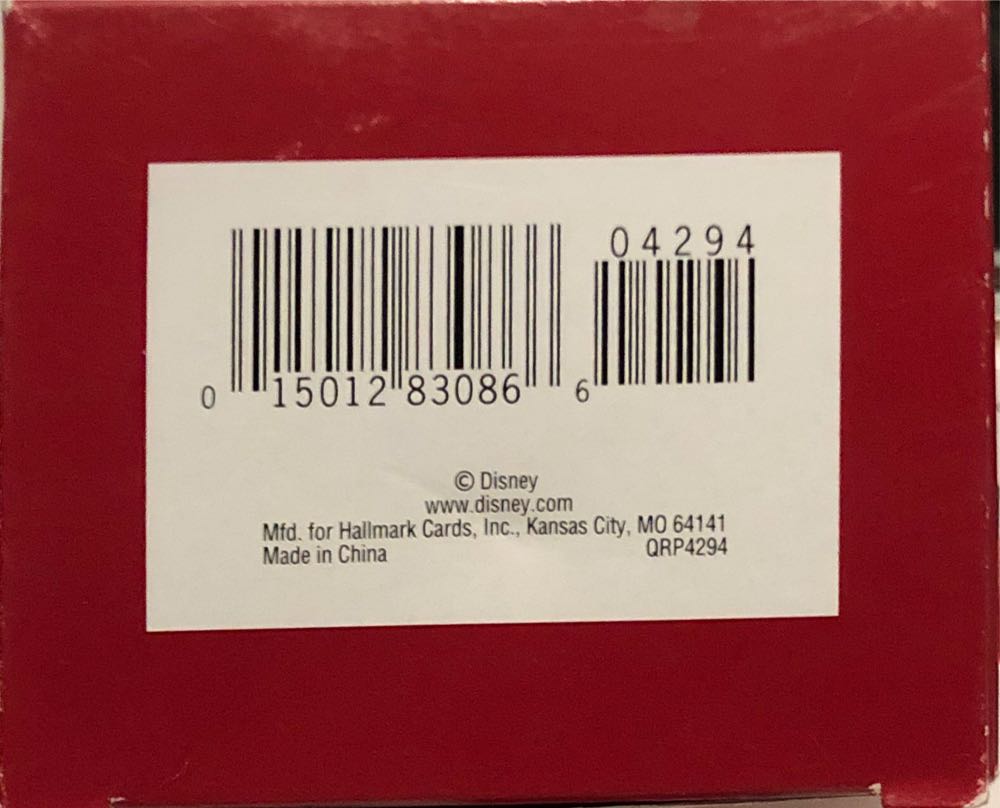 04294
0 15012 83086 6
© Disney
www.disney.com
Mfd. for Hallmark Cards, Inc., Kansas City, MO 64141
Made in China QRP4294